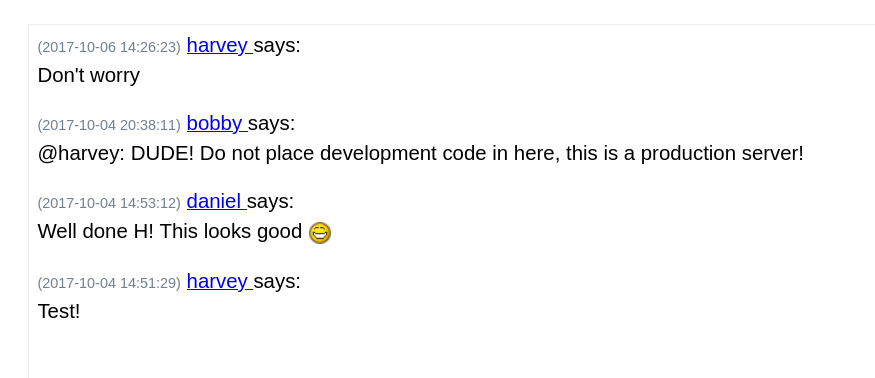 (2017-10-06 14:26:23) harvey says:
Don't worry
(2017-10-04 20:38:11) bobby says:
@harvey: DUDE! Do not place development code in here, this is a production server!
(2017-10-04 14:53:12) daniel says:
Well done H! This looks good
(2017-10-04 14:51:29) harvey says:
Test!